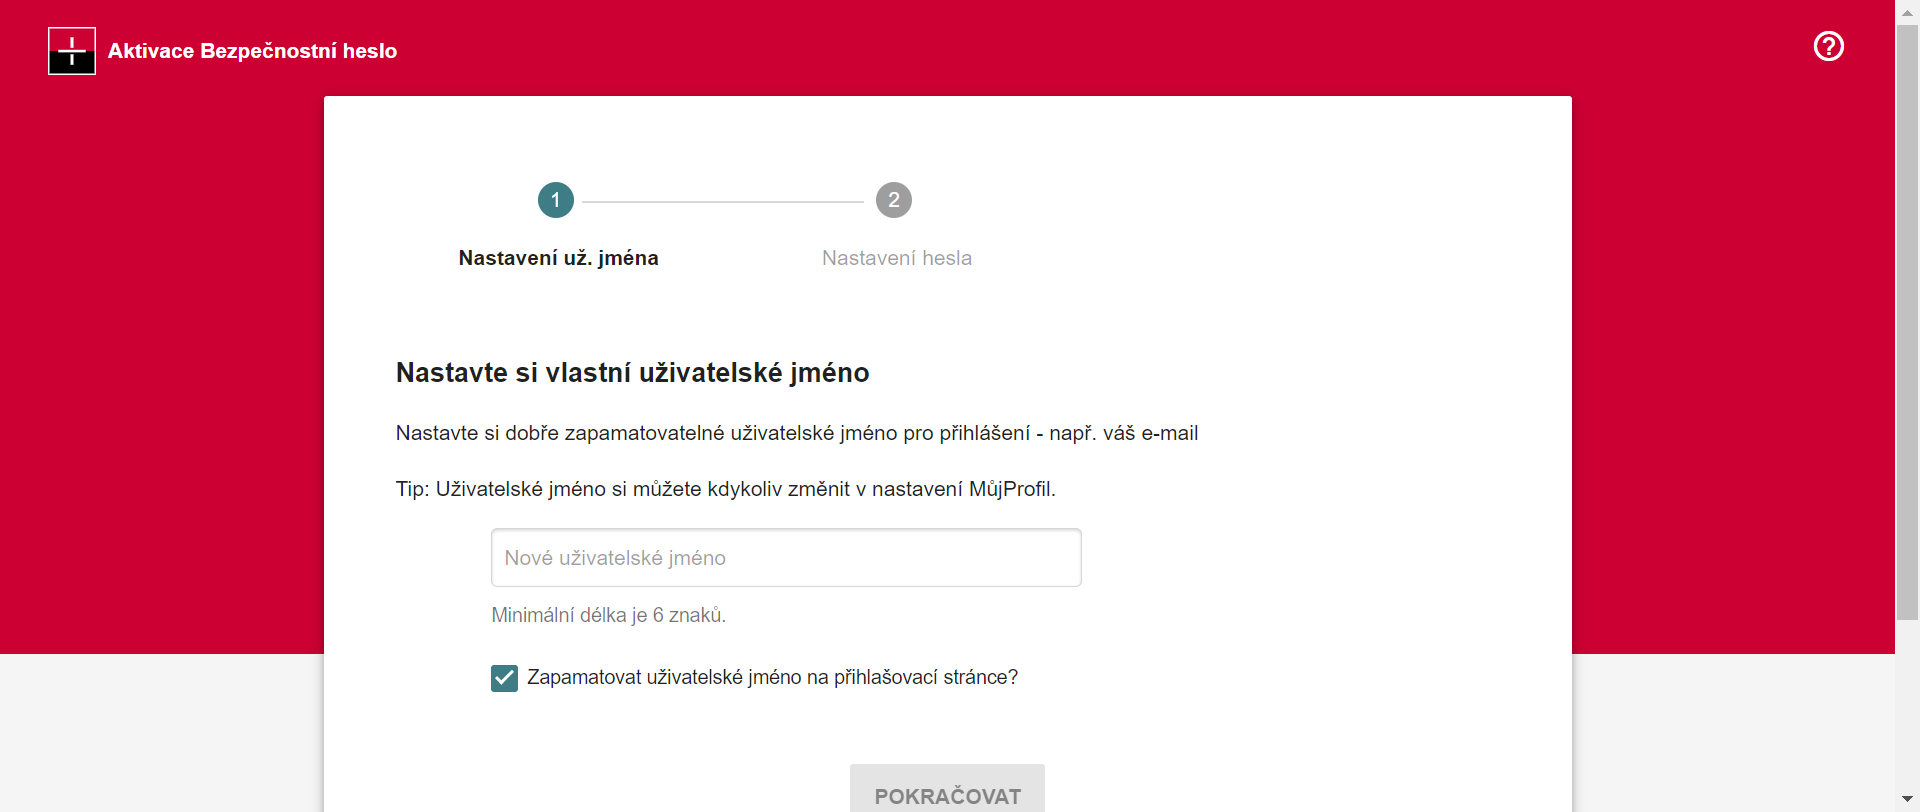 Aktivace Bezpečnostní heslo
?
1
2
Nastavení už. jména
Nastavení hesla
Nastavte si vlastní uživatelské jméno
Nastavte si dobře zapamatovatelné uživatelské jméno pro přihlášení - např. váš e-mail
Tip: Uživatelské jméno si můžete kdykoliv změnit v nastavení MůjProfil.
Nové uživatelské jméno
Minimální délka je 6 znaků.
Zapamatovat uživatelské jméno na přihlašovací stránce?
POKRAČOVAT